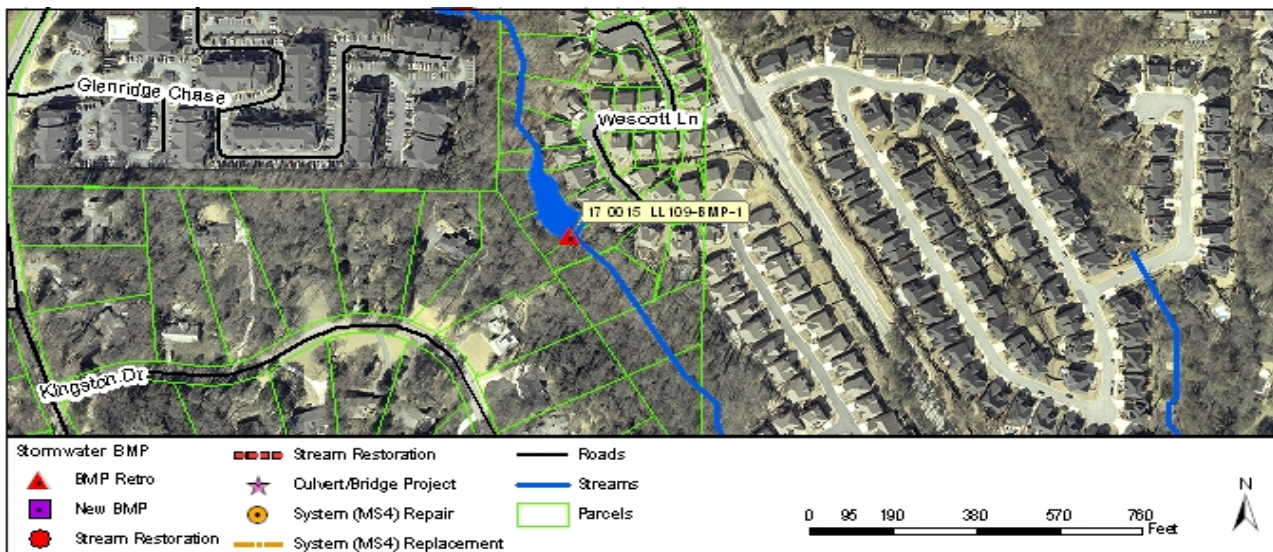 Glenridge Chase
Wescott Ln
17 0015 LL109-BMP-1
Kingston Dr
Stormwater BMP
BMP Retro
New BMP
Stream Restoration
Stream Restoration
Culvert/Bridge Project
System (MS4) Repair
System (MS4) Replacement
Roads
Streams
Parcels
0 95 190 380 570 760
Feet
N